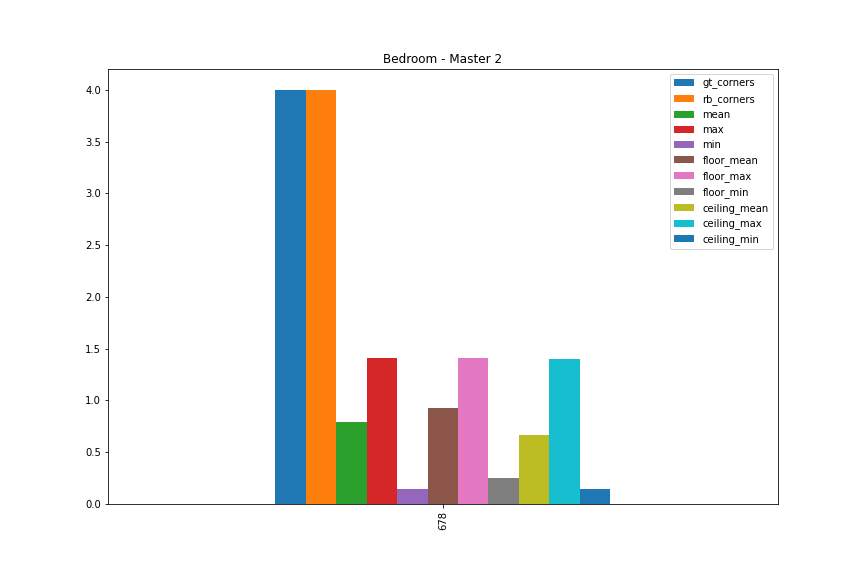 Bedroom - Master 2
gt_corners
rb_corners
mean
max
min
floor_mean
floor_max
floor_min
ceiling_mean
ceiling_max
ceiling_min
4.0
3.5
3.0
2.5
2.0
1.5
1.0
0.5
0.0
678